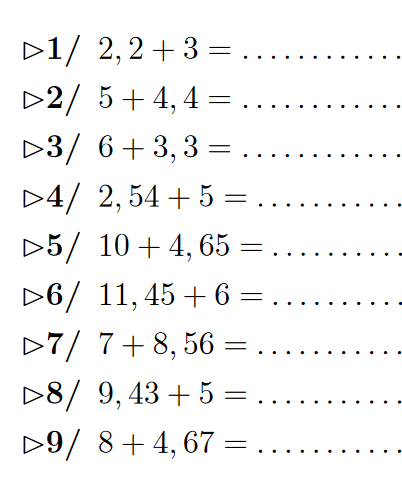 ▷1/ 2,2 + 3 = ............
▷2/ 5 + 4,4 = ............
▷3/ 6 + 3,3 = ............
▷4/ 2,54 + 5 = ...........
▷5/ 10 + 4,65 = ..........
▷6/ 11,45 + 6 = ..........
▷7/ 7 + 8,56 = ...........
▷8/ 9,43 + 5 = ...........
▷9/ 8 + 4,67 = ...........